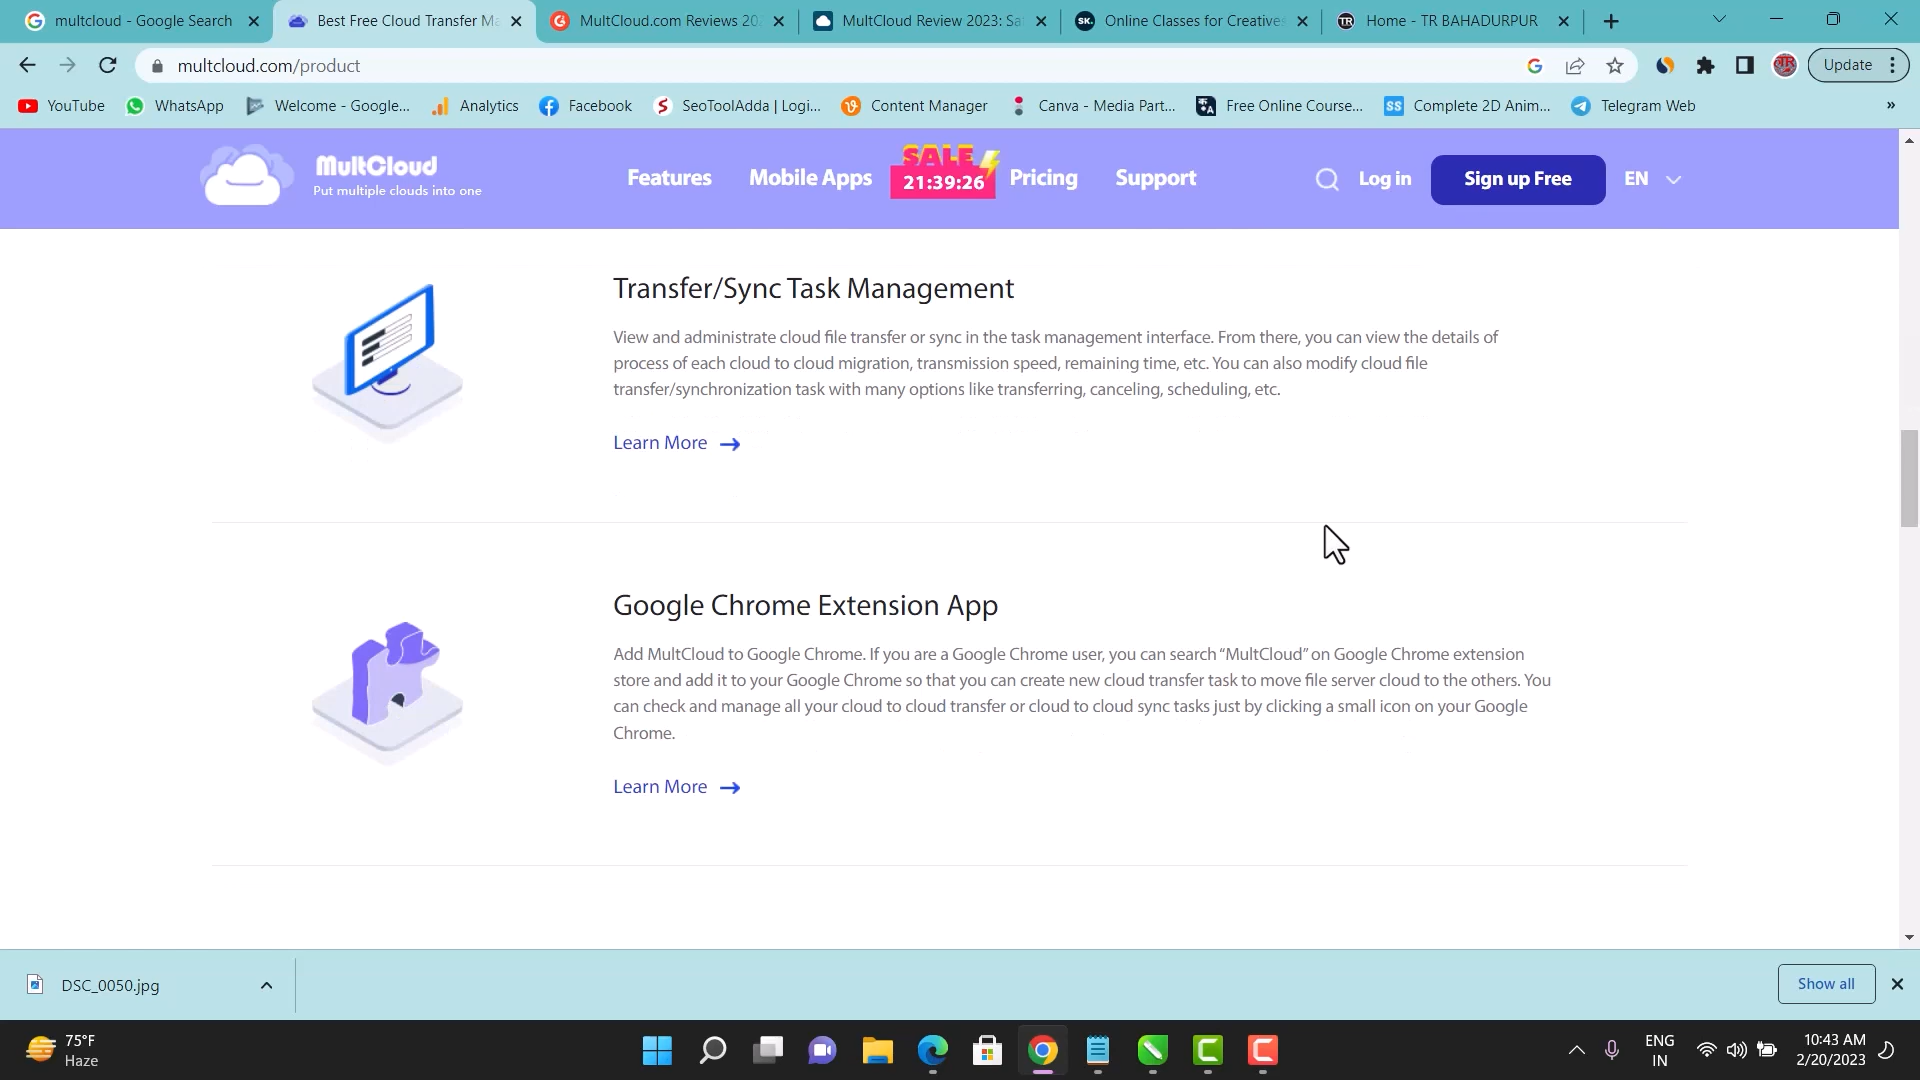 multcloud - Google Search
Best Free Cloud Transfer Ma
MultCloud.com Reviews 202
MultCloud Review 2023: Saf
SK.
Online Classes for Creatives
TR
Home - TR BAHADURPUR
multcloud.com/product
Update
YouTube
WhatsApp
Welcome - Google...
Analytics
Facebook
SeoToolAdda | Logi...
Content Manager
Canva - Media Part...
Free Online Course...
SS
Complete 2D Anim...
Telegram Web
»
MultCloud
Put multiple clouds into one
Features
Mobile Apps
SALE
21:39:26
Pricing
Support
Log in
Sign up Free
EN
Transfer/Sync Task Management
View and administrate cloud file transfer or sync in the task management interface. From there, you can view the details of
process of each cloud to cloud migration, transmission speed, remaining time, etc. You can also modify cloud file
transfer/synchronization task with many options like transferring, canceling, scheduling, etc.
Learn More
Google Chrome Extension App
Add MultCloud to Google Chrome. If you are a Google Chrome user, you can search “MultCloud” on Google Chrome extension
store and add it to your Google Chrome so that you can create new cloud transfer task to move file server cloud to the others. You
can check and manage all your cloud to cloud transfer or cloud to cloud sync tasks just by clicking a small icon on your Google
Chrome.
Learn More
DSC_0050.jpg
Show all
75°F
Haze
ENG
IN
10:43 AM
2/20/2023